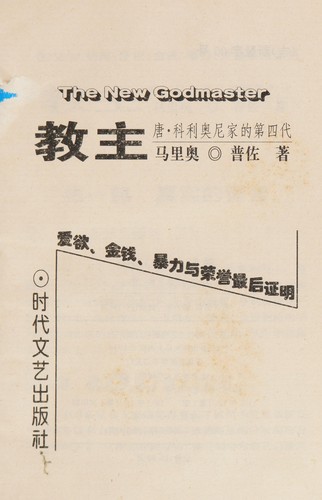 The New Godmaster
教主
唐·科利奥尼家的第四代
马里奥 ◎ 普佐 著
爱欲、金钱、暴力与荣誉最后证明
⊙时代文艺出版社